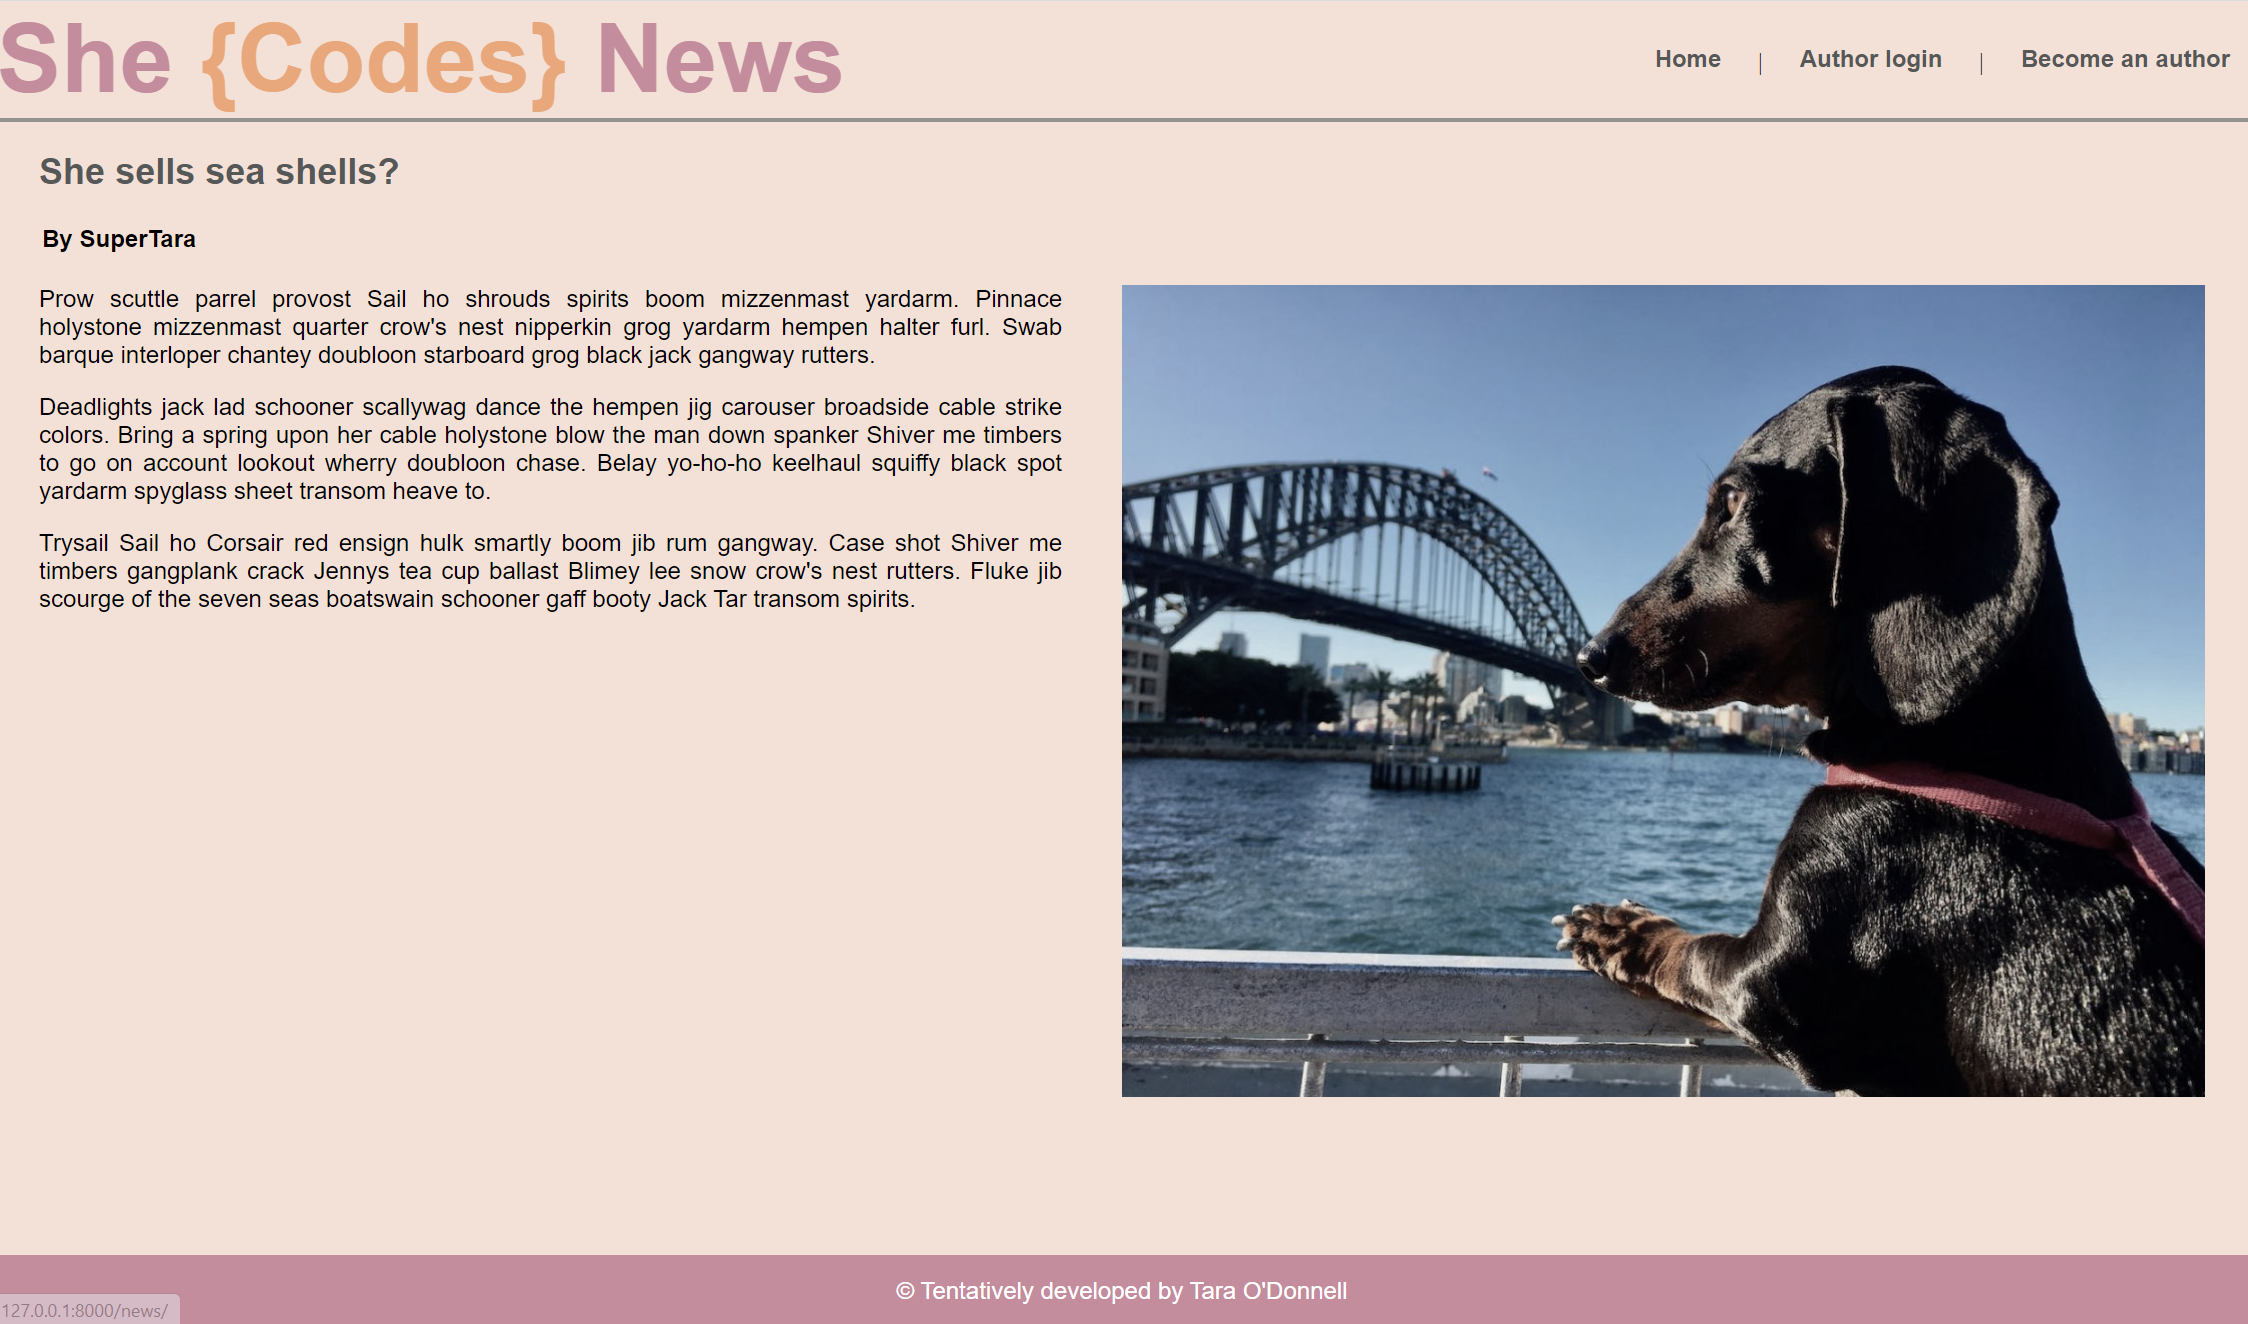 She {Codes} News
Home | Author login | Become an author
She sells sea shells?
By SuperTara
Prow scuttle parrel provost Sail ho shrouds spirits boom mizzenmast yardarm. Pinnace
holystone mizzenmast quarter crow's nest nipperkin grog yardarm hempen halter furl. Swab
barque interloper chantey doubloon starboard grog black jack gangway rutters.
Deadlights jack lad schooner scallywag dance the hempen jig carouser broadside cable strike
colors. Bring a spring upon her cable holystone blow the man down spanker Shiver me timbers
to go on account lookout wherry doubloon chase. Belay yo-ho-ho keelhaul squiffy black spot
yardarm spyglass sheet transom heave to.
Trysail Sail ho Corsair red ensign hulk smartly boom jib rum gangway. Case shot Shiver me
timbers gangplank crack Jennys tea cup ballast Blimey lee snow crow's nest rutters. Fluke jib
scourge of the seven seas boatswain schooner gaff booty Jack Tar transom spirits.
© Tentatively developed by Tara O'Donnell
127.0.0.1:8000/news/